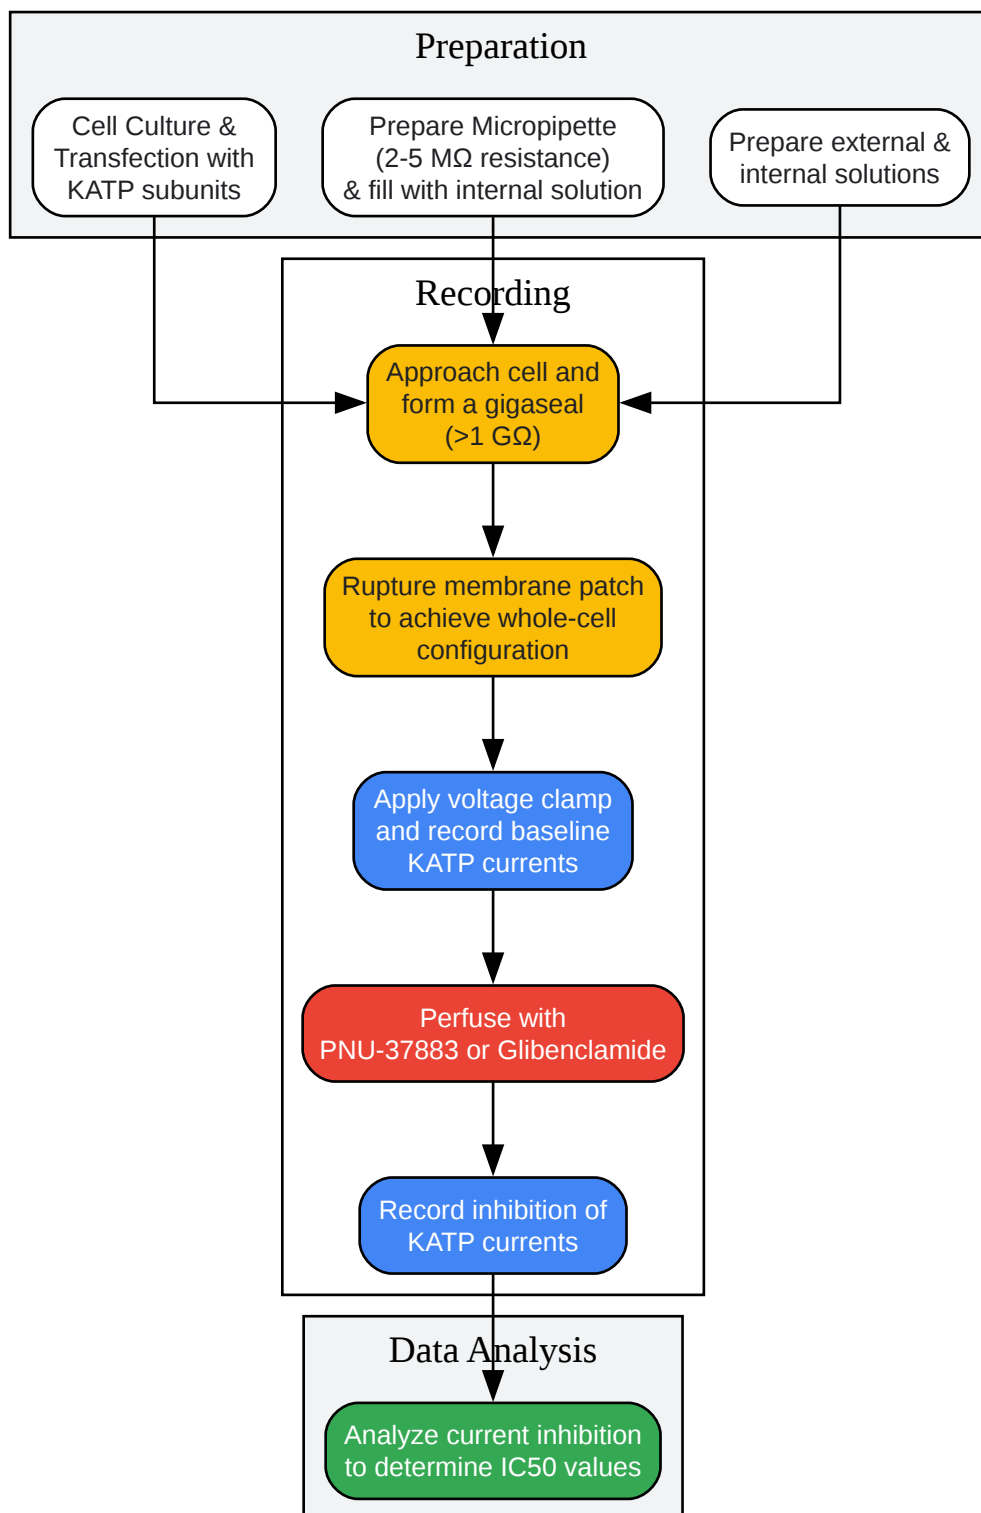 Preparation
Cell Culture &
Transfection with
KATP subunits
Prepare Micropipette
(2-5 MΩ resistance)
& fill with internal solution
Prepare external &
internal solutions
Recording
Approach cell and
form a gigaseal
(>1 GΩ)
Rupture membrane patch
to achieve whole-cell
configuration
Apply voltage clamp
and record baseline
KATP currents
Perfuse with
PNU-37883 or Glibenclamide
Record inhibition of
KATP currents
Data Analysis
Analyze current inhibition
to determine IC50 values